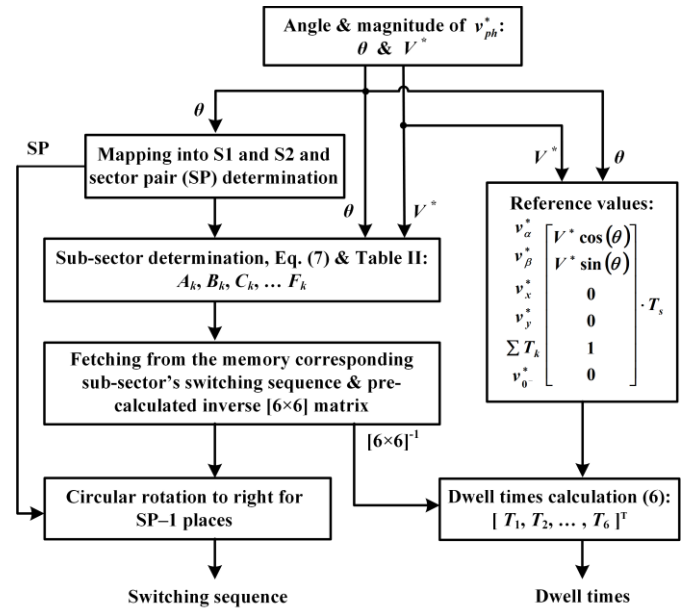 Angle & magnitude of v*ph:
θ & V*
θ
SP
Mapping into S1 and S2 and
sector pair (SP) determination
V*
θ
θ
V*
Sub-sector determination, Eq. (7) & Table II:
Ak, Bk, Ck, … Fk
Reference values:
v*α
V* cos(θ)
v*β
V* sin(θ)
v*x
0
v*y
0
· Ts
∑ Tk
1
v*0-
0
Fetching from the memory corresponding
sub-sector's switching sequence & pre-
calculated inverse [6×6] matrix
[6×6]-1
Circular rotation to right for
SP–1 places
Dwell times calculation (6):
[ T1, T2, … , T6 ]T
Switching sequence
Dwell times